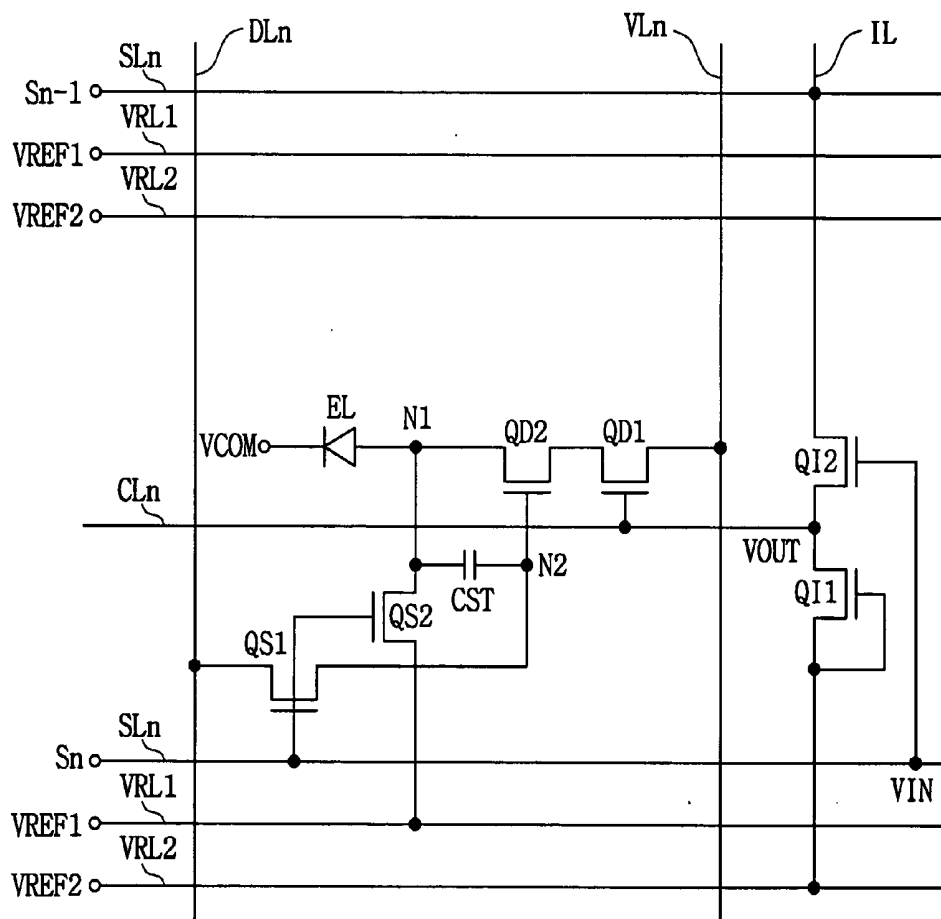 DLn
VLn
IL
SLn
Sn-1
VRL1
VREF1
VRL2
VREF2
EL
N1
QD2
QD1
VCOM
QI2
CLn
VOUT
N2
CST
QI1
QS2
QS1
SLn
Sn
VIN
VRL1
VREF1
VRL2
VREF2